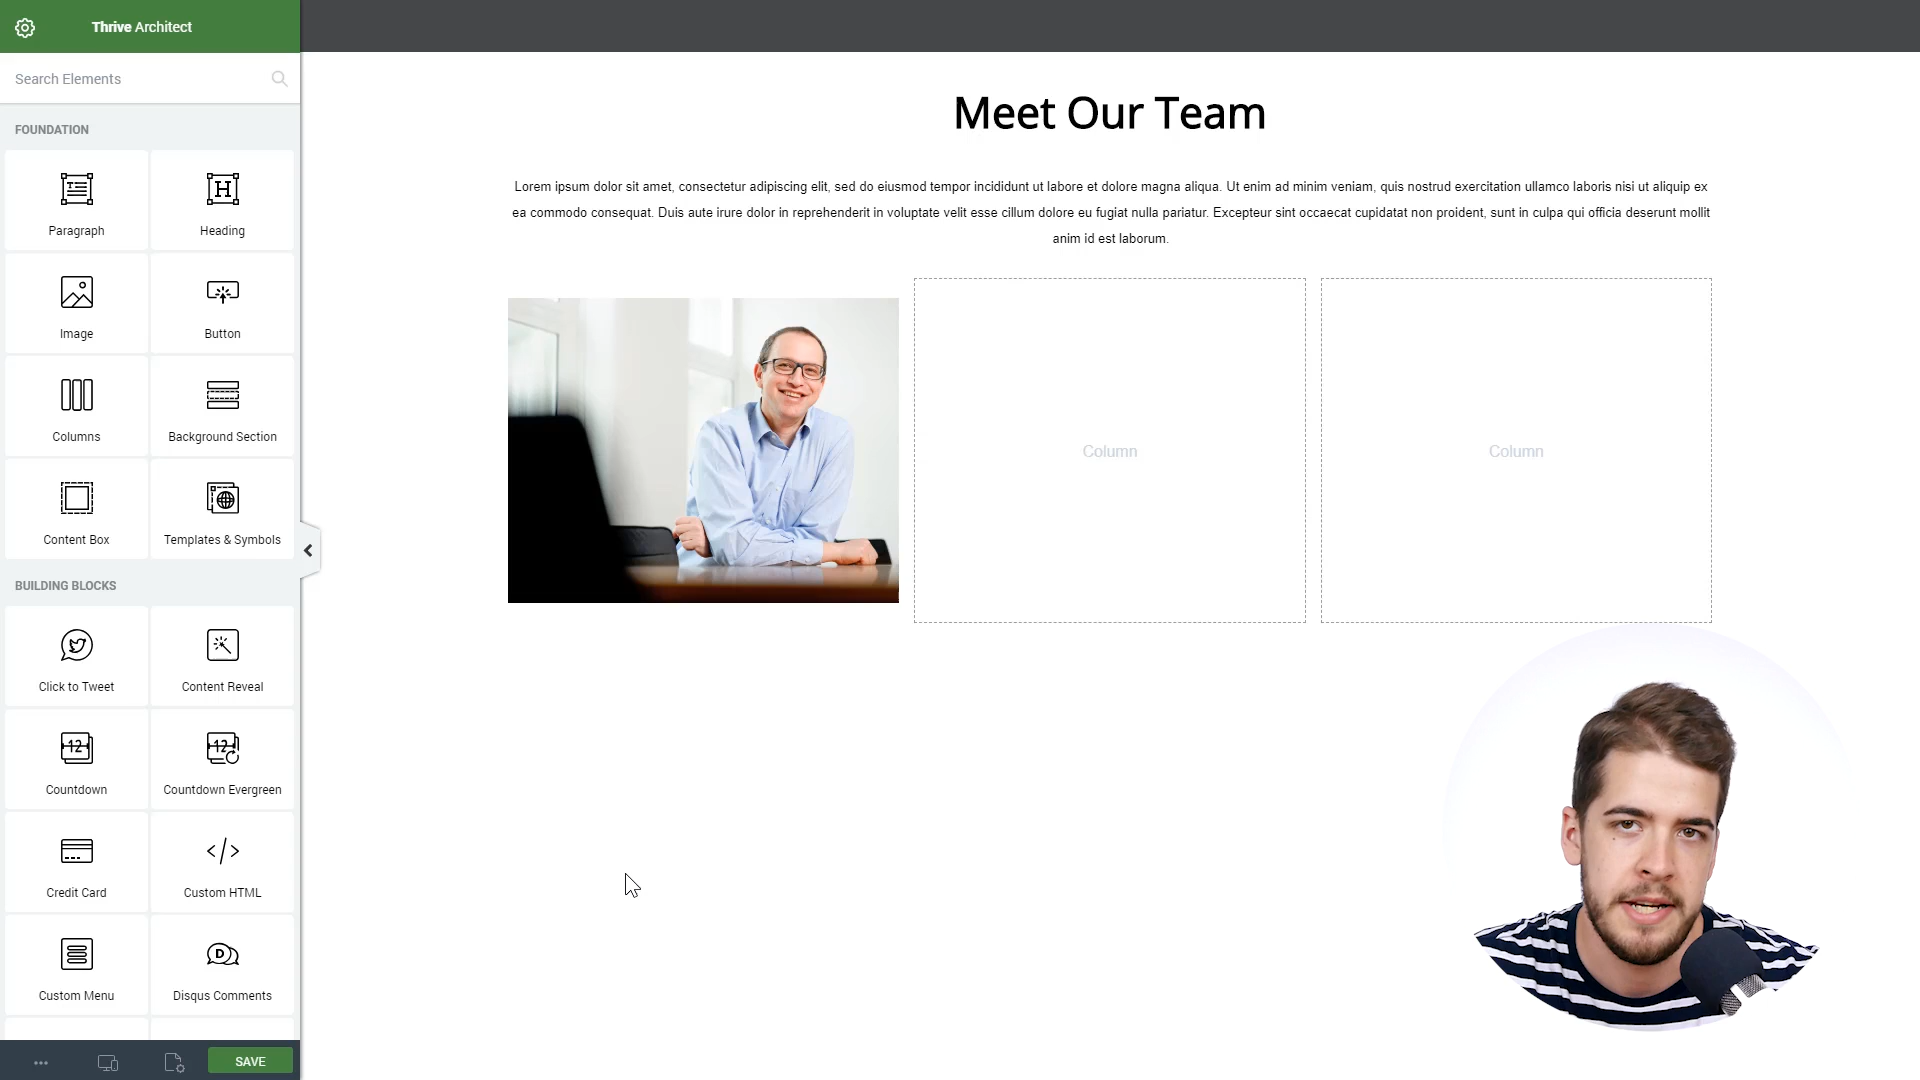 Thrive Architect
Search Elements
FOUNDATION
Paragraph
Heading
Image
Button
Columns
Background Section
Content Box
Templates & Symbols
BUILDING BLOCKS
Click to Tweet
Content Reveal
12
Countdown
12
Countdown Evergreen
Credit Card
Custom HTML
Custom Menu
Disqus Comments
SAVE
Meet Our Team
Lorem ipsum dolor sit amet, consectetur adipiscing elit, sed do eiusmod tempor incididunt ut labore et dolore magna aliqua. Ut enim ad minim veniam, quis nostrud exercitation ullamco laboris nisi ut aliquip ex
ea commodo consequat. Duis aute irure dolor in reprehenderit in voluptate velit esse cillum dolore eu fugiat nulla pariatur. Excepteur sint occaecat cupidatat non proident, sunt in culpa qui officia deserunt mollit
anim id est laborum.
Column
Column